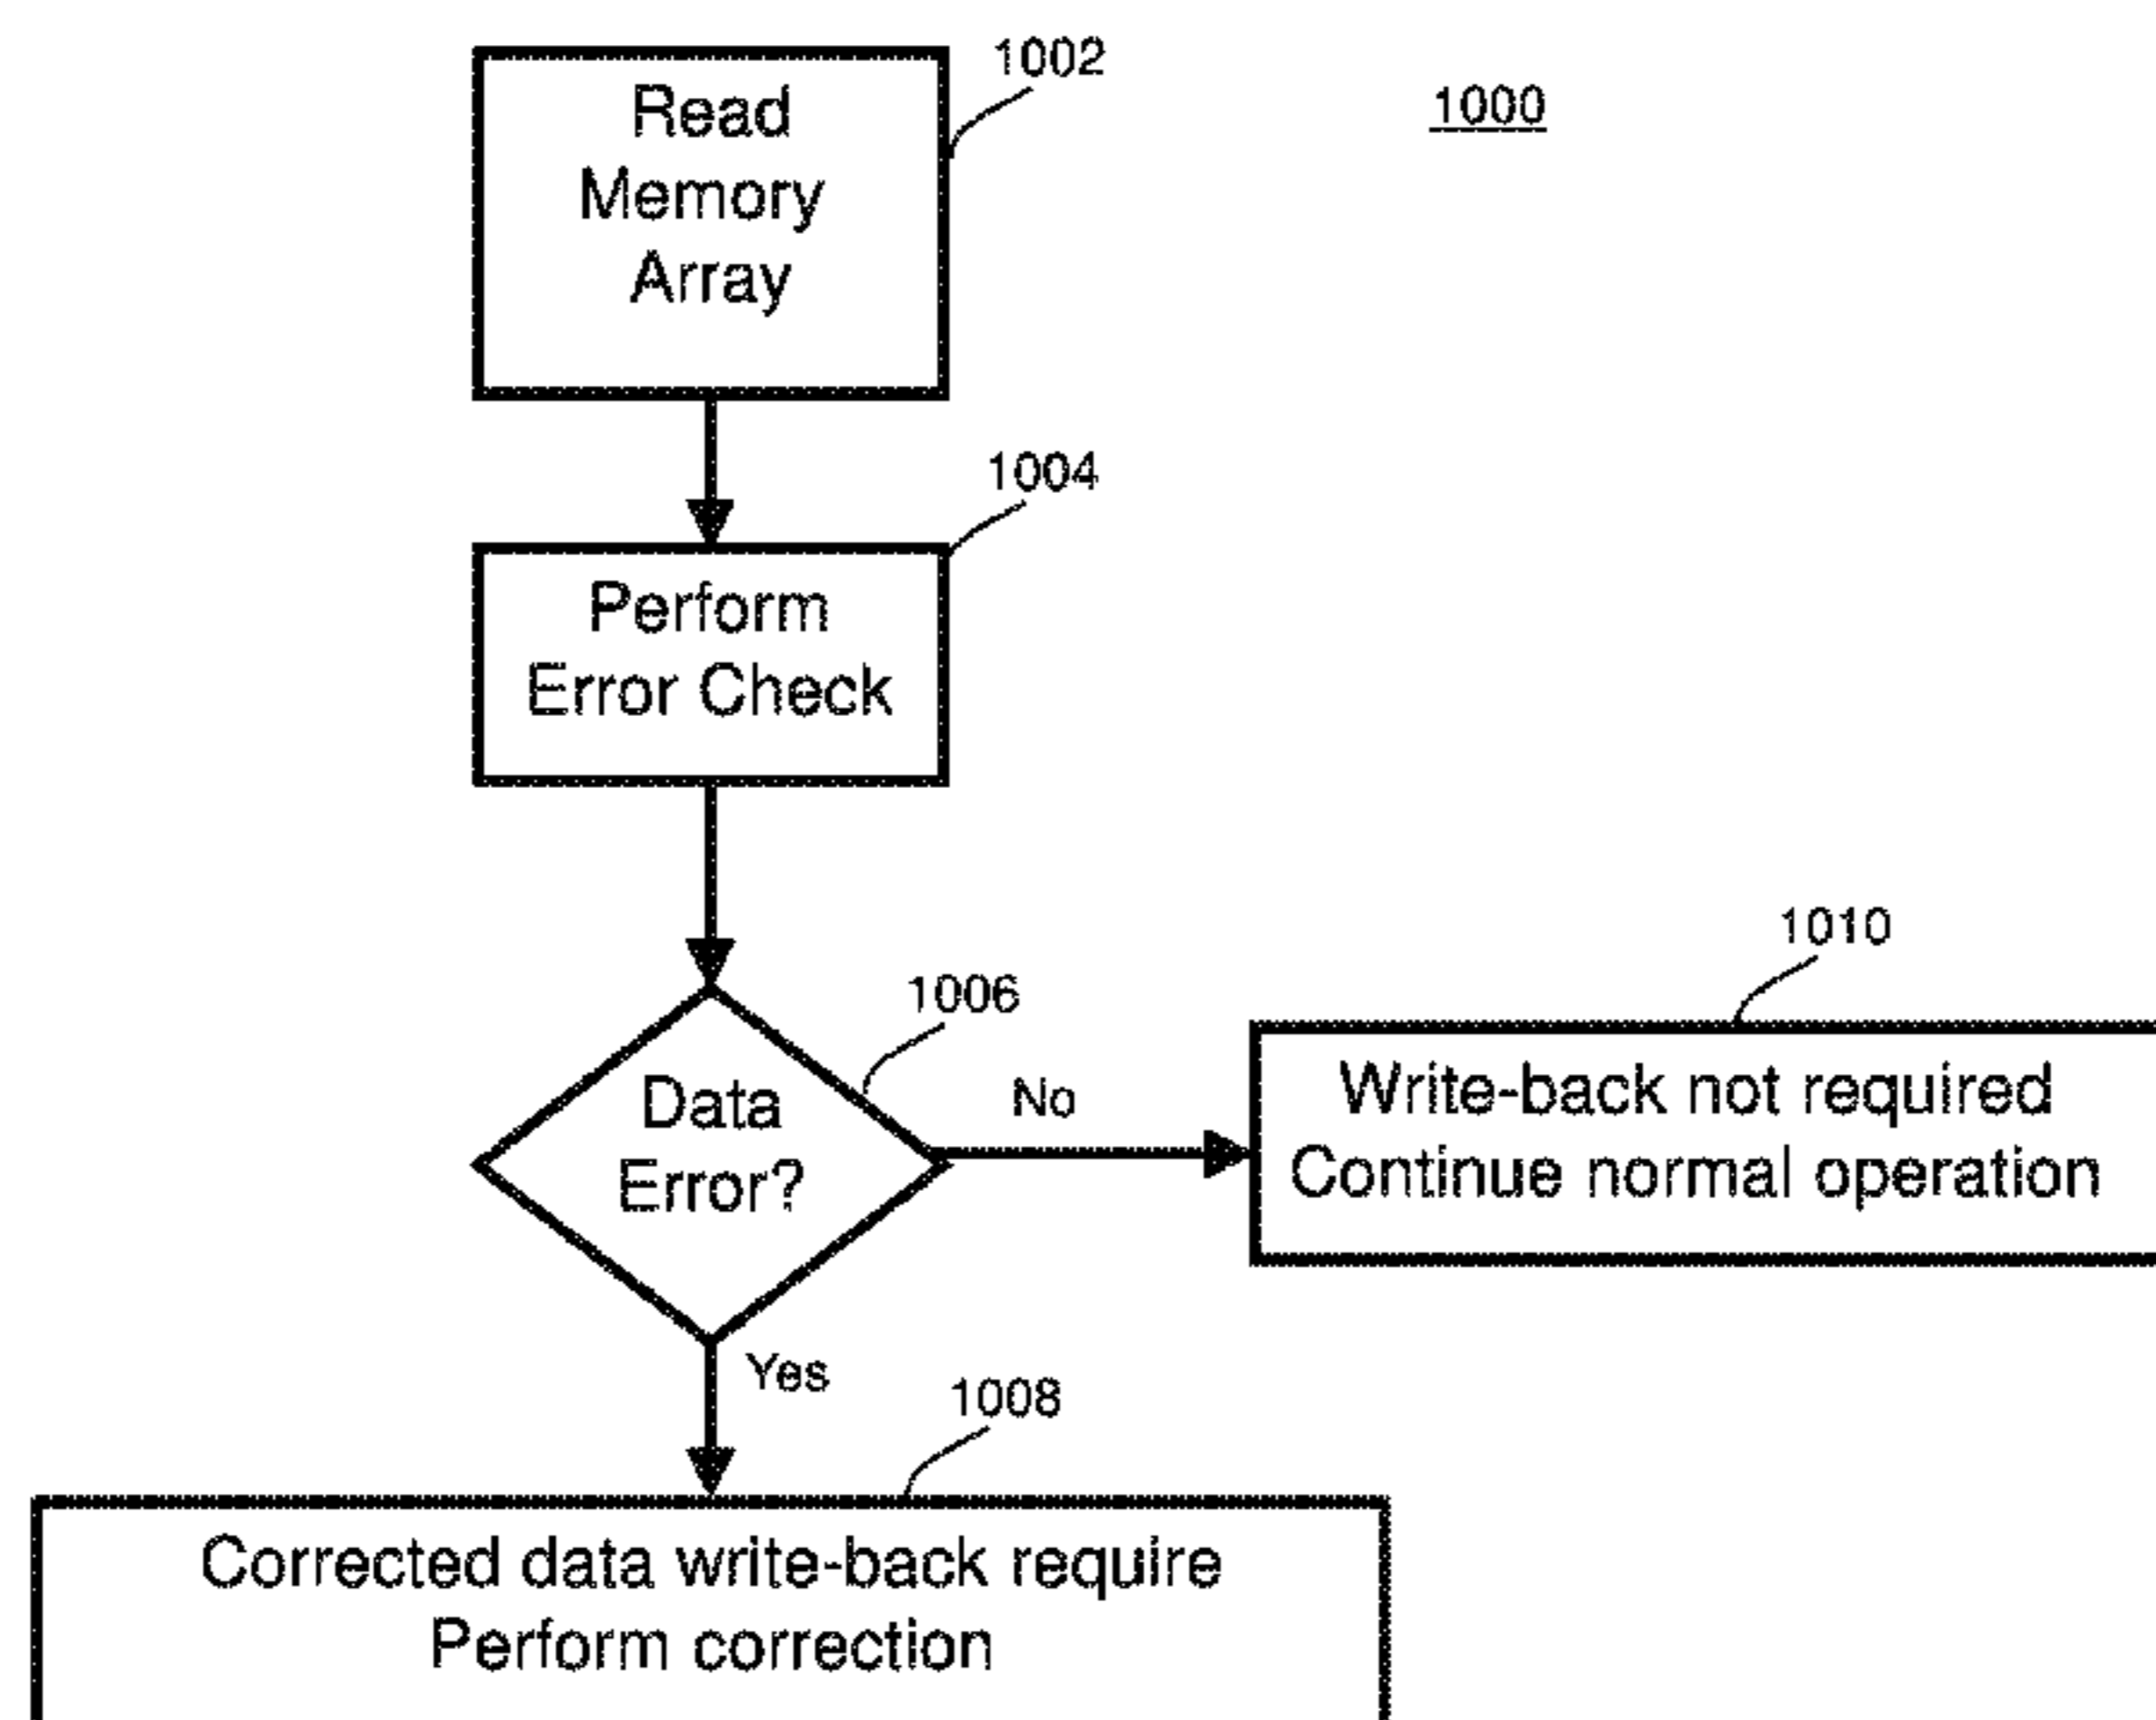 1002
1000
Read
Memory
Array
1004
Perform
Error Check
1006
Data
Error?
No
1010
Write-back not required
Continue normal operation
Yes
1008
Corrected data write-back require
Perform correction